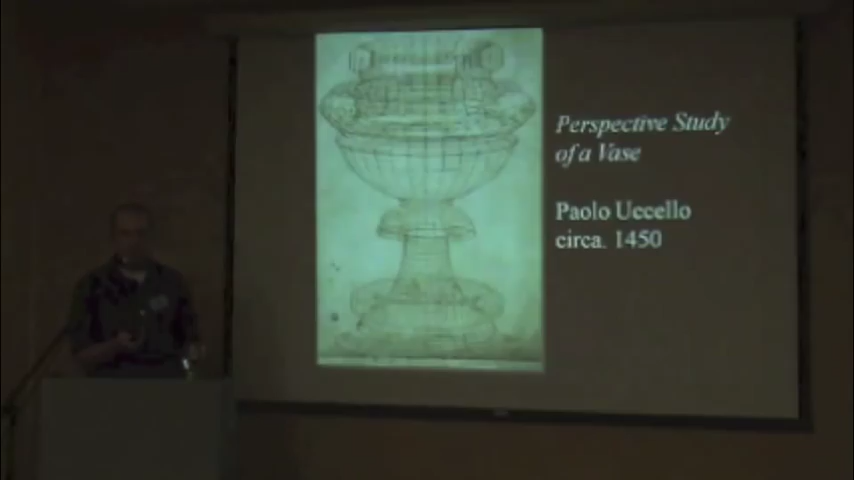 Perspective Study
of a Vase
Paolo Uccello
circa. 1450